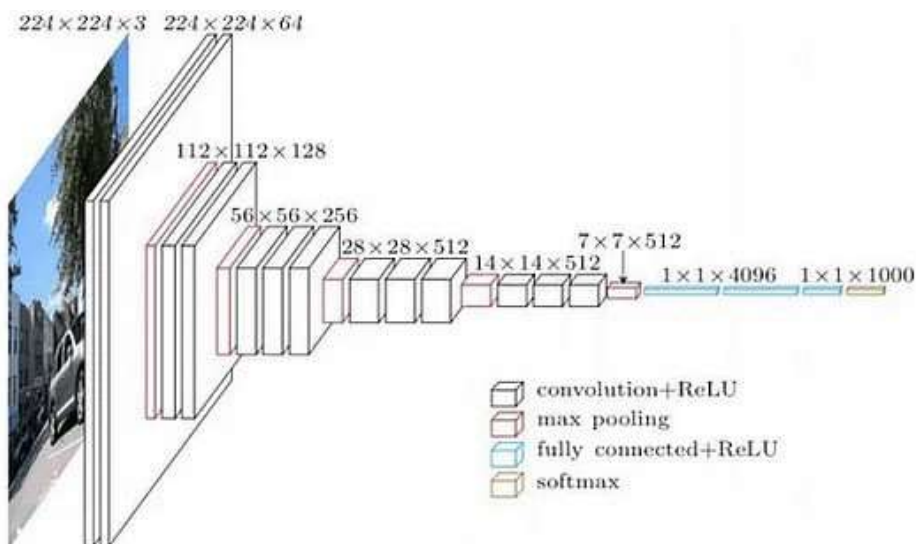 224×224×3
224×224×64
112×112×128
56×56×256
28×28×512
14×14×512
7×7×512
1×1×4096
1×1×1000
convolution+ReLU
max pooling
fully connected+ReLU
softmax